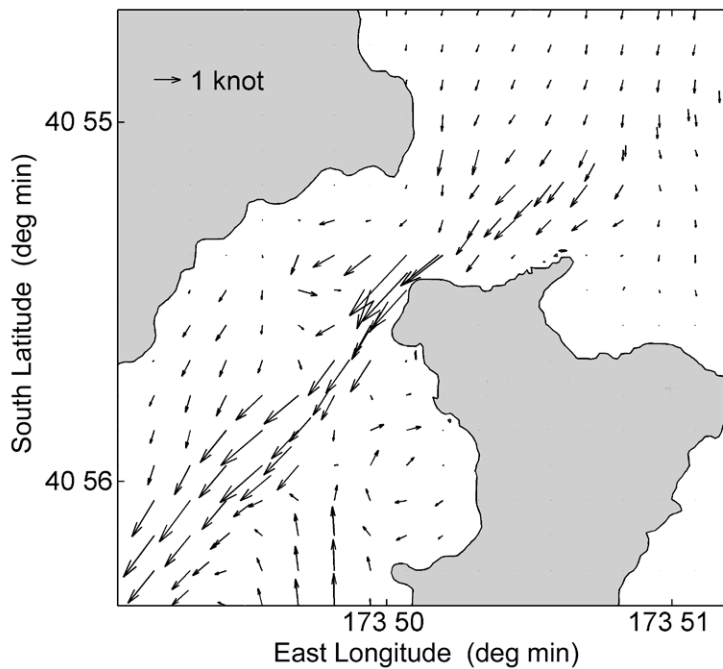 1 knot
40 55
South Latitude (deg min)
40 56
173 50
173 51
East Longitude (deg min)